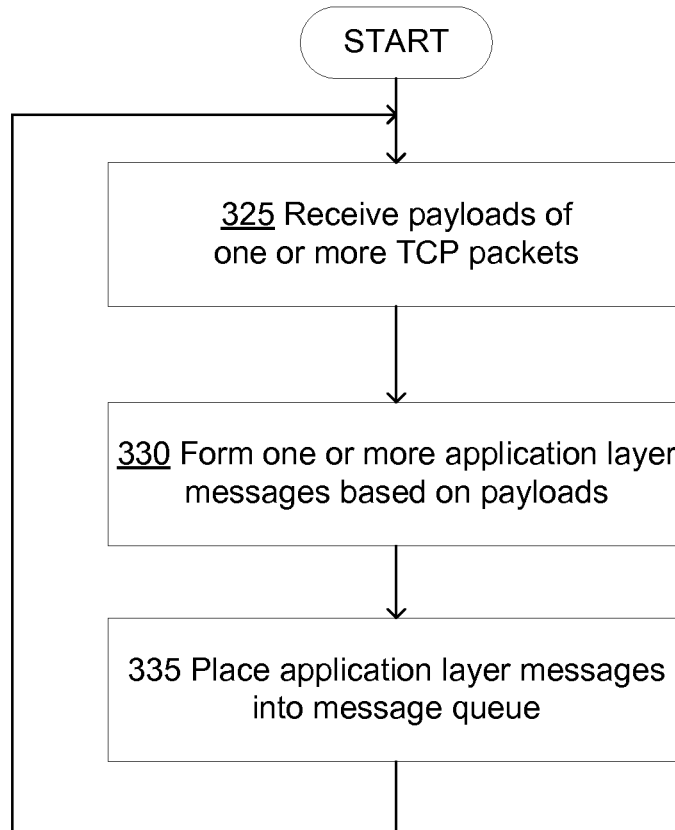 START
325 Receive payloads of
one or more TCP packets
330 Form one or more application layer
messages based on payloads
335 Place application layer messages
into message queue